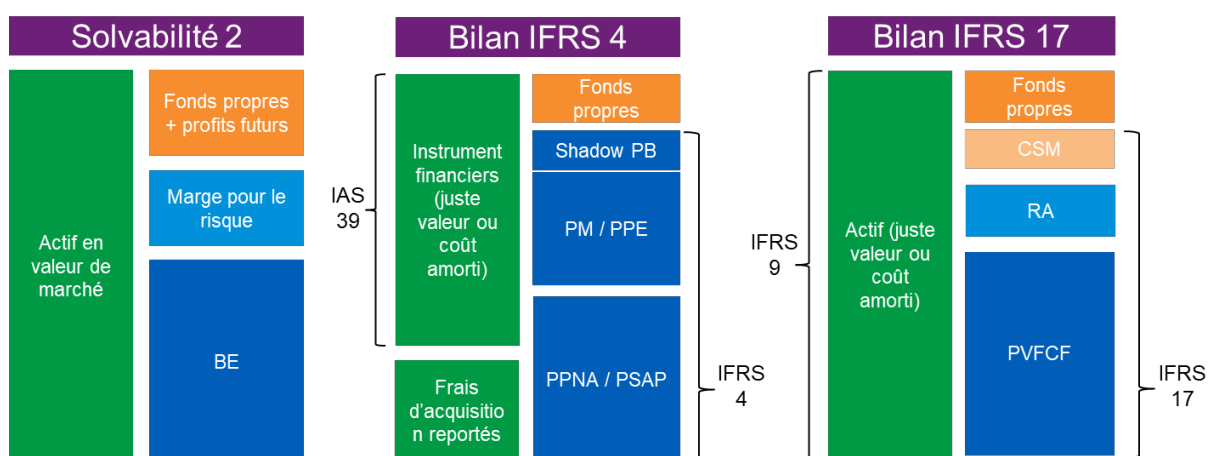 Solvabilité 2
Actif en
valeur de
marché
Fonds propres
+ profits futurs
Marge pour le
risque
BE
Bilan IFRS 4
IAS
39
Instrument
financiers
(juste
valeur ou
coût
amorti)
Frais
d'acquisitio
n reportés
Fonds
propres
Shadow PB
PM / PPE
PPNA / PSAP
IFRS
4
Bilan IFRS 17
IFRS
9
Actif (juste
valeur ou
coût
amorti)
Fonds
propres
CSM
RA
PVFCF
IFRS
17